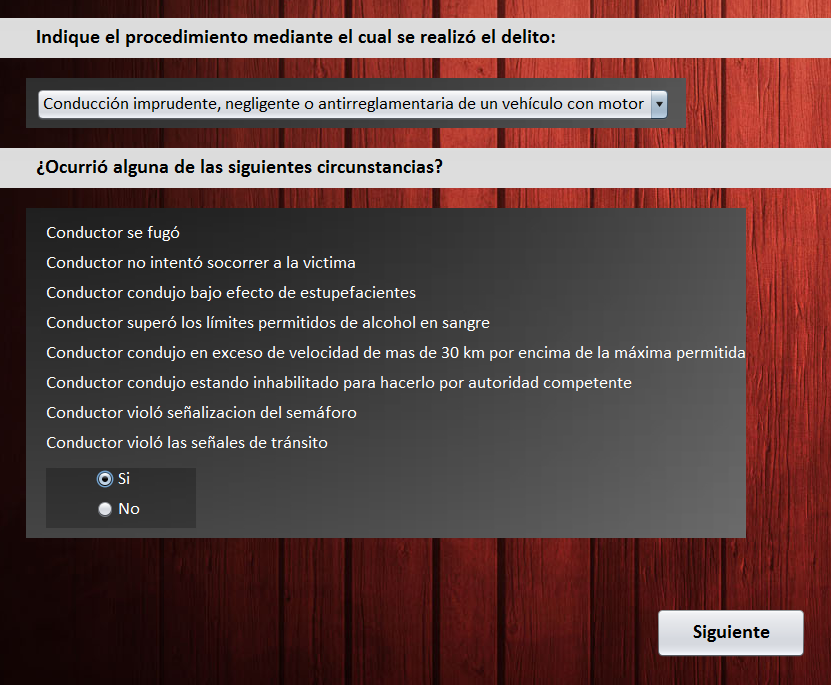 Indique el procedimiento mediante el cual se realizó el delito:
Conducción imprudente, negligente o antirreglamentaria de un vehículo con motor
¿Ocurrió alguna de las siguientes circunstancias?
Conductor se fugó
Conductor no intentó socorrer a la victima
Conductor condujo bajo efecto de estupefacientes
Conductor superó los límites permitidos de alcohol en sangre
Conductor condujo en exceso de velocidad de mas de 30 km por encima de la máxima permitida
Conductor condujo estando inhabilitado para hacerlo por autoridad competente
Conductor violó señalizacion del semáforo
Conductor violó las señales de tránsito
Si
No
Siguiente